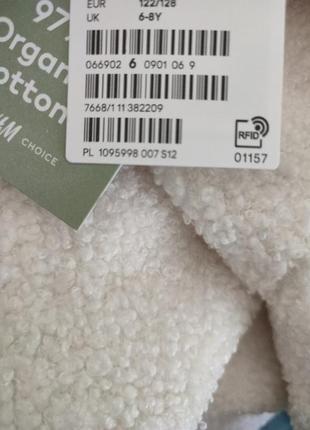 EUR 122/128
UK 6-8Y
066902 6 0901 06 9
7668/1 11 382209
RFID
PL 1095998 007 S12
01157
97%
Organ
otton
H&M CHOICE